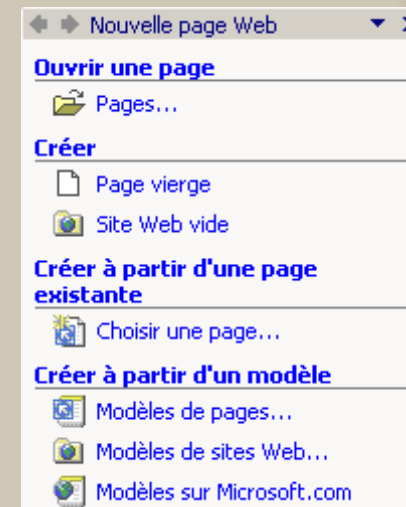 Nouvelle page Web
Ouvrir une page
Pages...
Créer
Page vierge
Site Web vide
Créer à partir d'une page
existante
Choisir une page...
Créer à partir d'un modèle
Modèles de pages...
Modèles de sites Web...
Modèles sur Microsoft.com